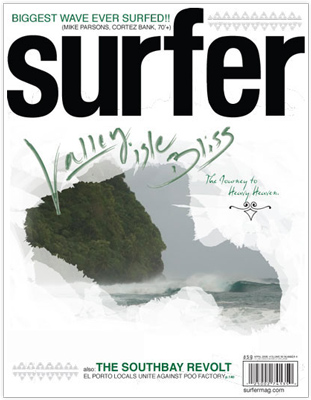 BIGGEST WAVE EVER SURFED!!
(MIKE PARSONS, CORTEZ BANK, 70'+)
surfer
Valley isle Bliss
The Journey to
Heavy Heaven.
also: THE SOUTHBAY REVOLT
EL PORTO LOCALS UNITE AGAINST POO FACTORY
surfermag.com